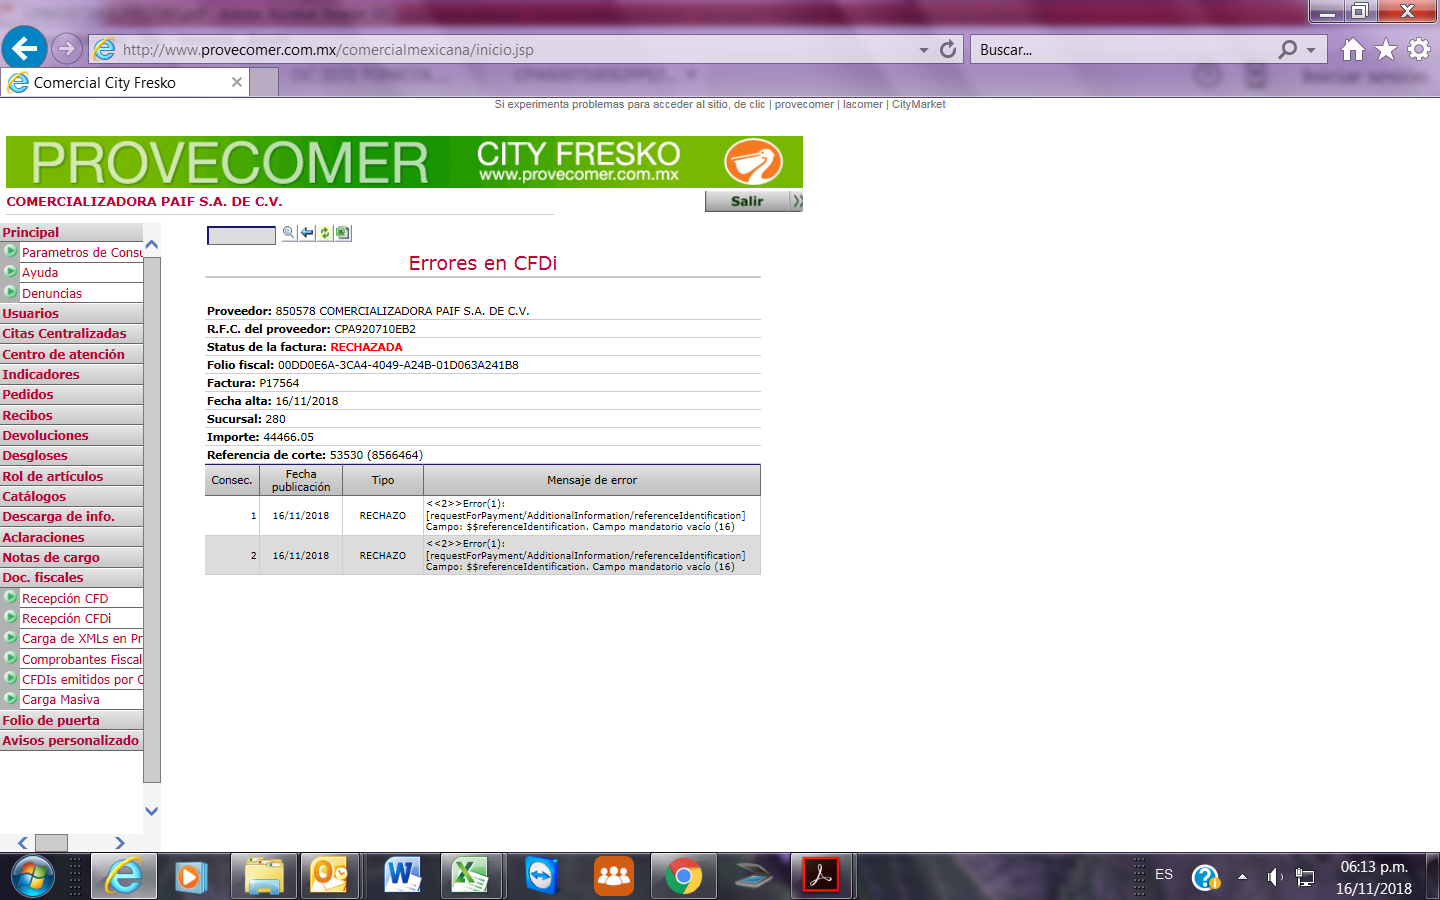 http://www.provecomer.com.mx/comercialmexicana/inicio.jsp
Buscar...
Comercial City Fresko
Iniciar sesión
Si experimenta problemas para acceder al sitio, de clic | provecomer | lacomer | CityMarket
PROVECOMER
CITY FRESKO
www.provecomer.com.mx
COMERCIALIZADORA PAIF S.A. DE C.V.
Salir
Principal
Parametros de Consu
Ayuda
Denuncias
Usuarios
Citas Centralizadas
Centro de atención
Indicadores
Pedidos
Recibos
Devoluciones
Desgloses
Rol de artículos
Catálogos
Descarga de info.
Aclaraciones
Notas de cargo
Doc. fiscales
Recepción CFD
Recepción CFDi
Carga de XMLs en Pr
Comprobantes Fiscal
CFDIs emitidos por C
Carga Masiva
Folio de puerta
Avisos personalizado
Errores en CFDi
Proveedor: 850578 COMERCIALIZADORA PAIF S.A. DE C.V.
R.F.C. del proveedor: CPA920710EB2
Status de la factura: RECHAZADA
Folio fiscal: 00DD0E6A-3CA4-4049-A24B-01D063A241B8
Factura: P17564
Fecha alta: 16/11/2018
Sucursal: 280
Importe: 44466.05
Referencia de corte: 53530 (8566464)
Consec. Fecha publicación Tipo Mensaje de error
1 16/11/2018 RECHAZO <<2>>Error(1):
[requestForPayment/AdditionalInformation/referenceIdentification]
Campo: $$referenceIdentification. Campo mandatorio vacío (16)
2 16/11/2018 RECHAZO <<2>>Error(1):
[requestForPayment/AdditionalInformation/referenceIdentification]
Campo: $$referenceIdentification. Campo mandatorio vacío (16)
ES
06:13 p.m.
16/11/2018